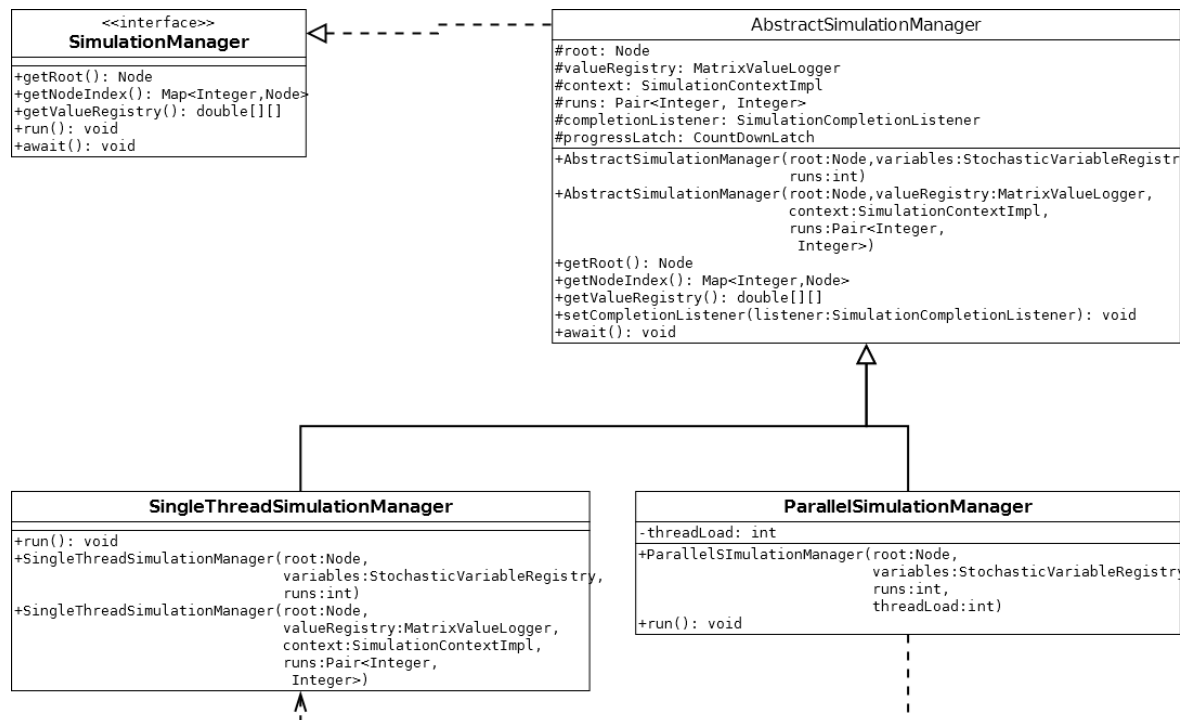 <<interface>>
SimulationManager
+getRoot(): Node
+getNodeIndex(): Map<Integer,Node>
+getValueRegistry(): double[][]
+run(): void
+await(): void
AbstractSimulationManager
#root: Node
#valueRegistry: MatrixValueLogger
#context: SimulationContextImpl
#runs: Pair<Integer, Integer>
#completionListener: SimulationCompletionListener
#progressLatch: CountDownLatch
+AbstractSimulationManager(root:Node,variables:StochasticVariableRegistr
runs:int)
+AbstractSimulationManager(root:Node,valueRegistry:MatrixValueLogger,
context:SimulationContextImpl,
runs:Pair<Integer,
Integer>)
+getRoot(): Node
+getNodeIndex(): Map<Integer,Node>
+getValueRegistry(): double[][]
+setCompletionListener(listener:SimulationCompletionListener): void
+await(): void
SingleThreadSimulationManager
+run(): void
+SingleThreadSimulationManager(root:Node,
variables:StochasticVariableRegistry,
runs:int)
+SingleThreadSimulationManager(root:Node,
valueRegistry:MatrixValueLogger,
context:SimulationContextImpl,
runs:Pair<Integer,
Integer>)
ParallelSimulationManager
-threadLoad: int
+ParallelSImulationManager(root:Node,
variables:StochasticVariableRegistry
runs:int,
threadLoad:int)
+run(): void